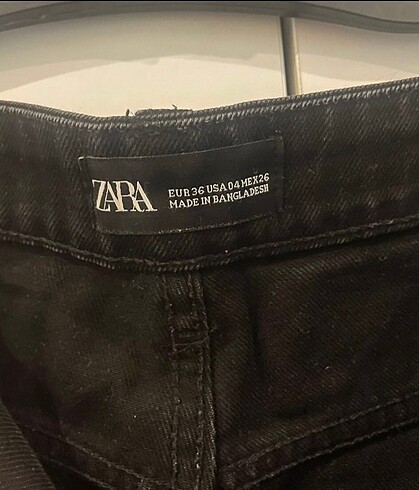 ZARA
EUR 36 USA 04 MEX 26
MADE IN BANGLADESH